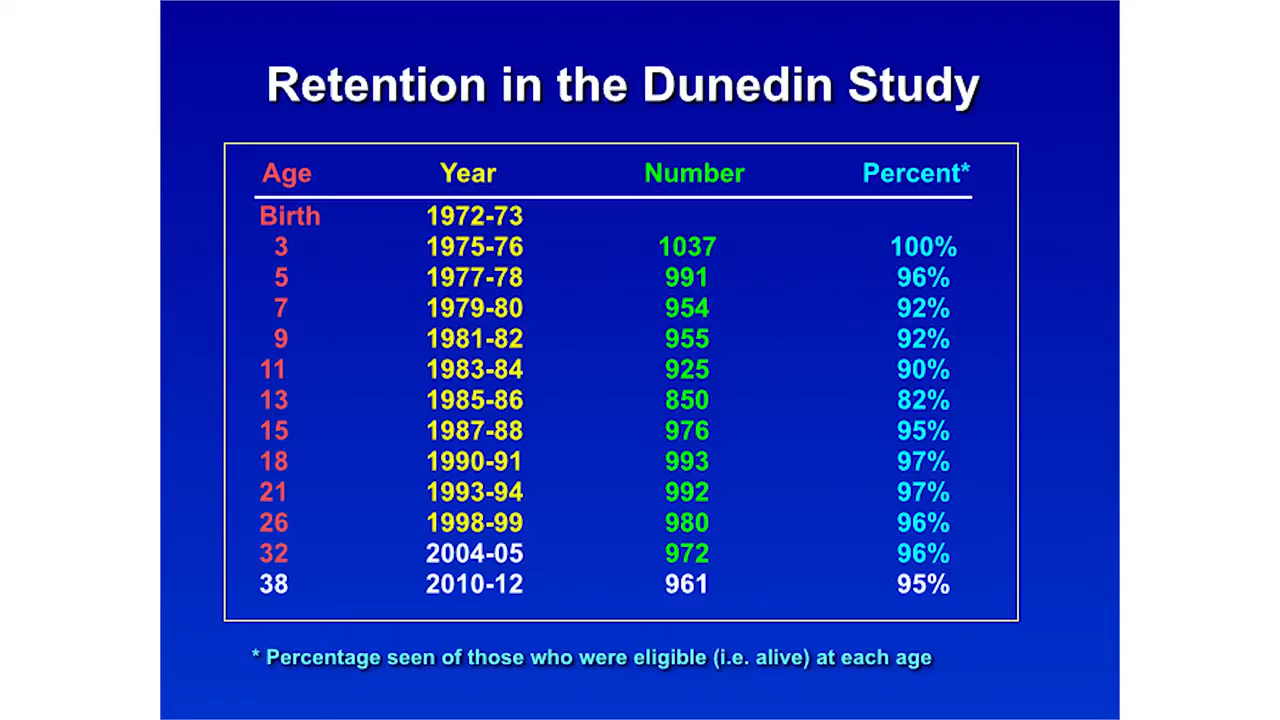 Retention in the Dunedin Study
Age Year Number Percent*
Birth 1972-73
3 1975-76 1037 100%
5 1977-78 991 96%
7 1979-80 954 92%
9 1981-82 955 92%
11 1983-84 925 90%
13 1985-86 850 82%
15 1987-88 976 95%
18 1990-91 993 97%
21 1993-94 992 97%
26 1998-99 980 96%
32 2004-05 972 96%
38 2010-12 961 95%
* Percentage seen of those who were eligible (i.e. alive) at each age